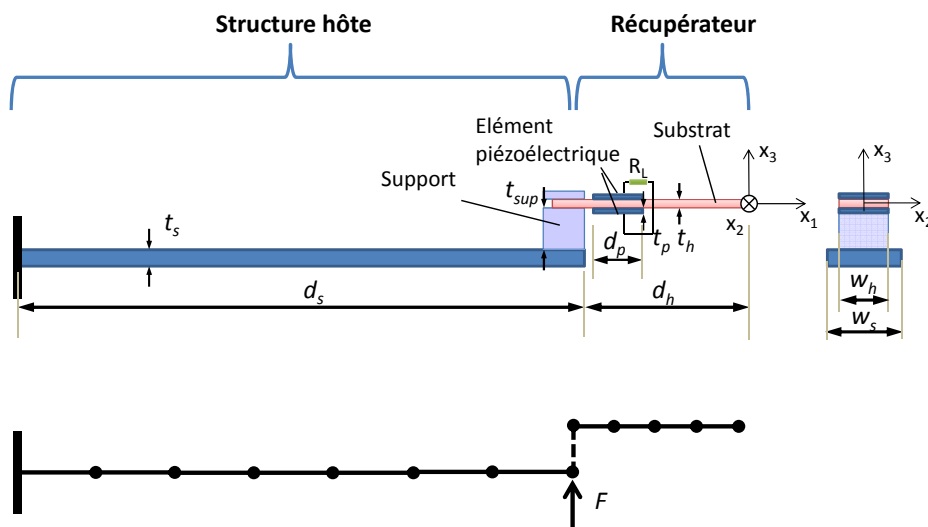 Structure hôte
Récupérateur
Elément
piézoélectrique
Substrat
Support
R_L
x_3
x_3
t_sup
t_s
x_2
x_1
x_2
d_p
t_p
t_h
d_s
d_h
w_h
w_s
F